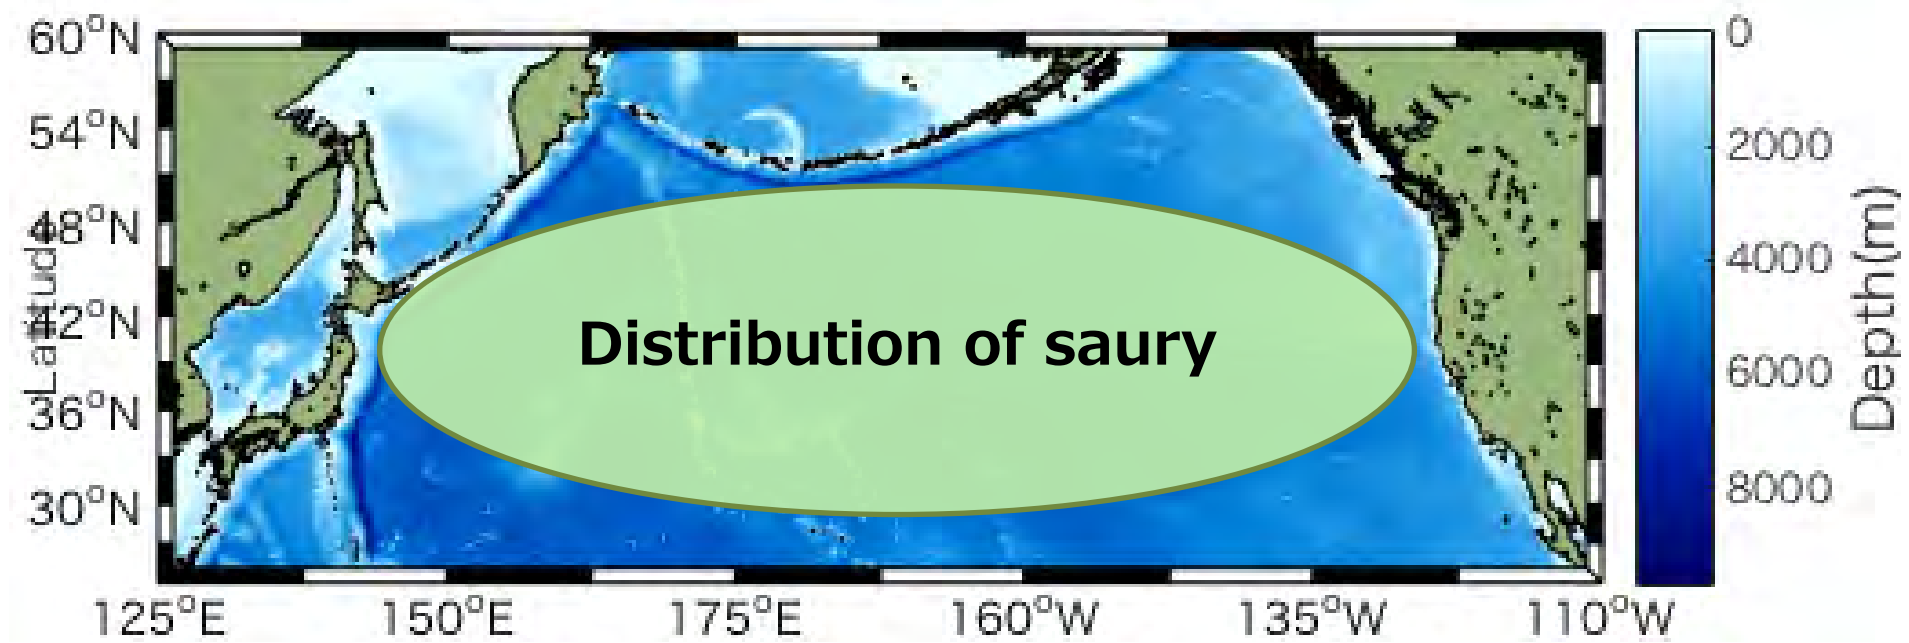 60°N
54°N
48°N
42°N
36°N
30°N
Latitude
Distribution of saury
125°E 150°E 175°E 160°W 135°W 110°W
0
2000
4000
6000
8000
Depth(m)